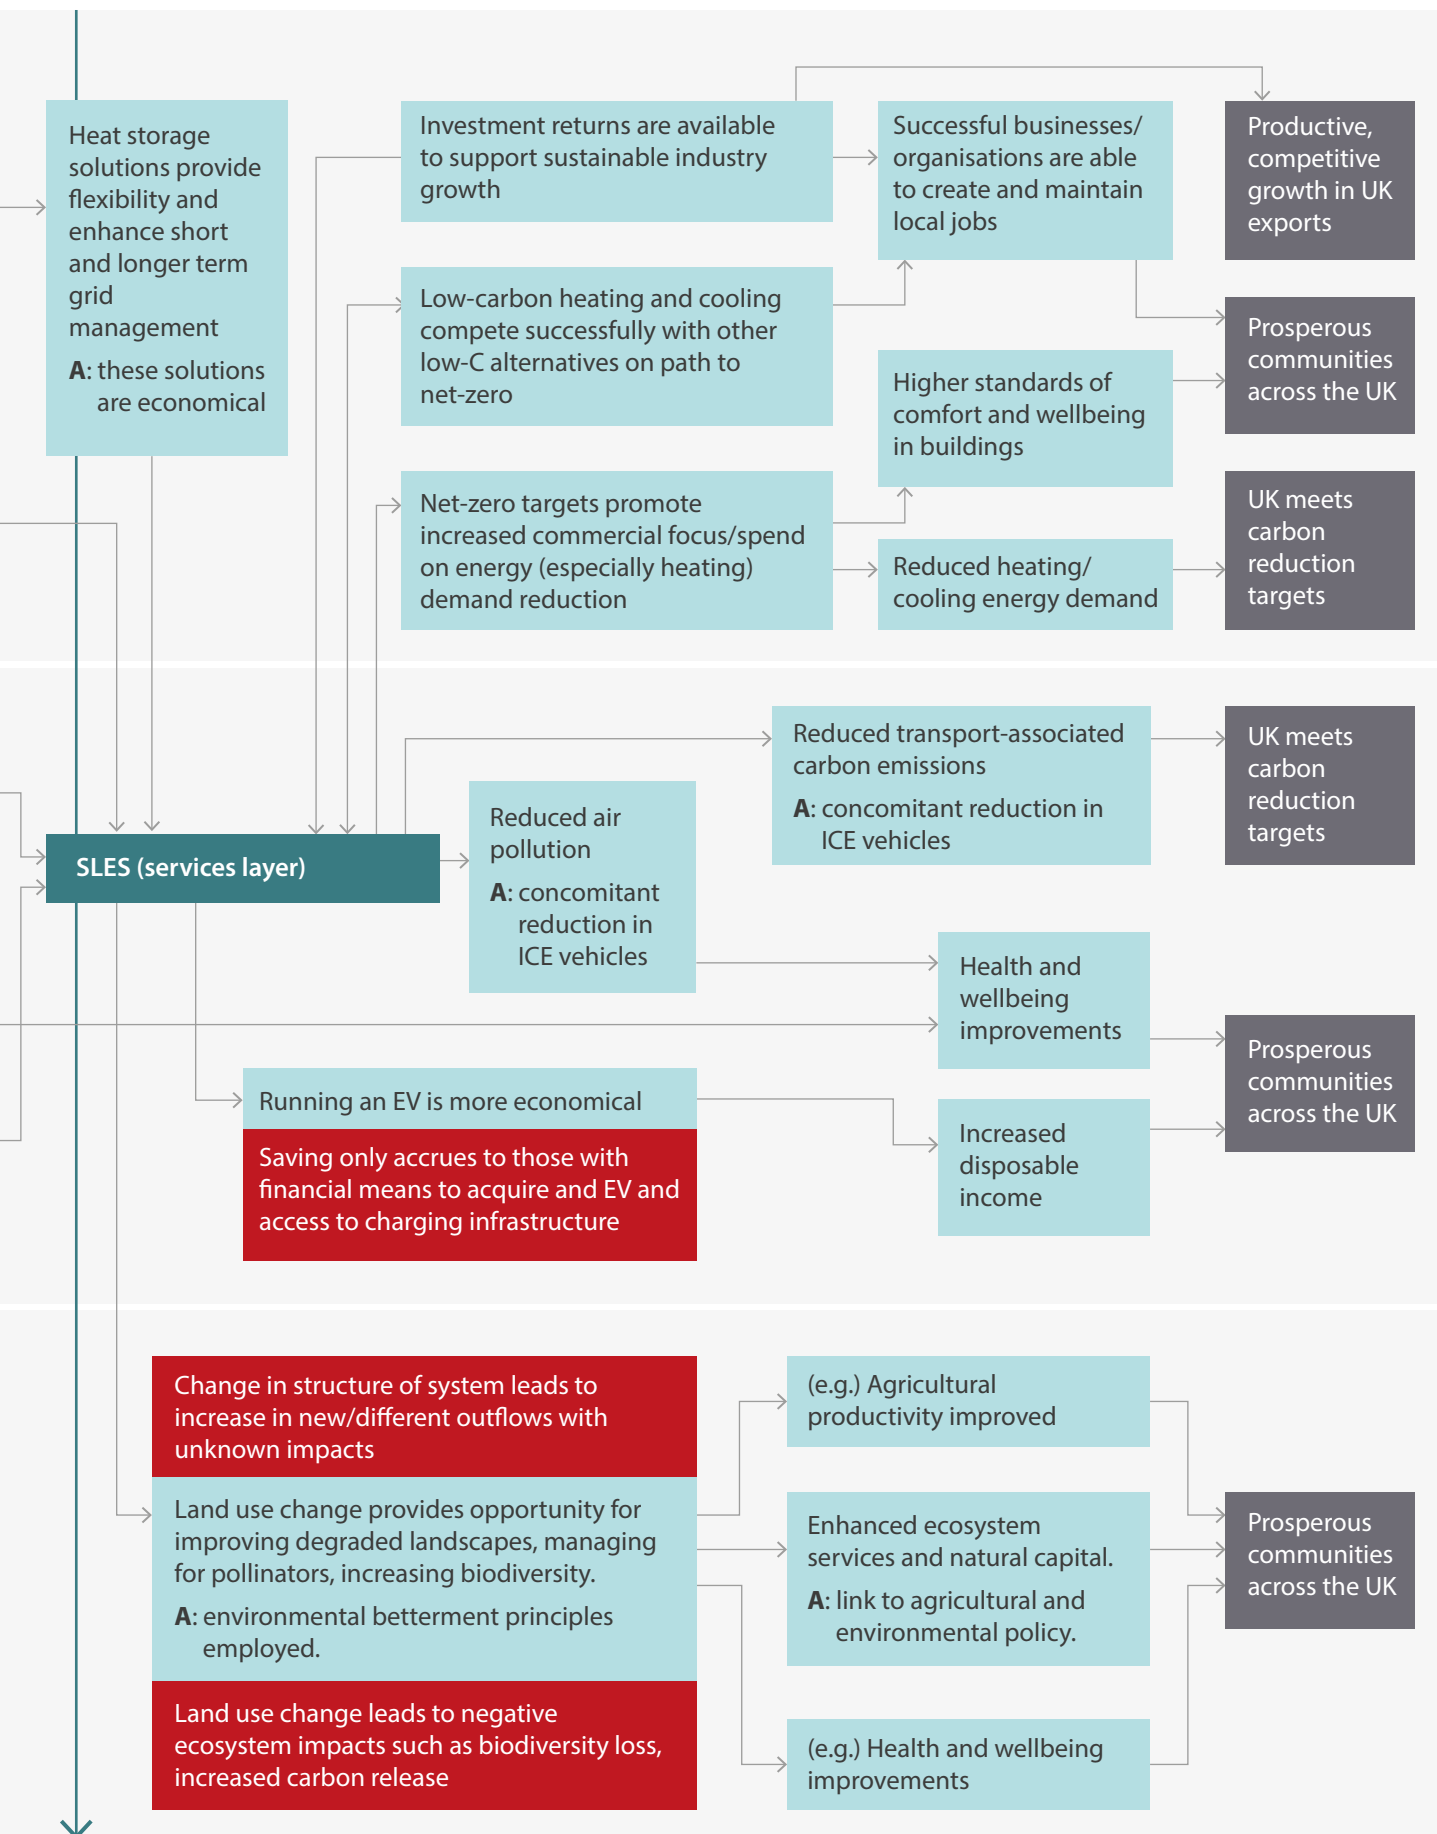 Heat storage
solutions provide
flexibility and
enhance short
and longer term
grid
management
A: these solutions
are economical
Investment returns are available
to support sustainable industry
growth
Successful businesses/
organisations are able
to create and maintain
local jobs
Productive,
competitive
growth in UK
exports
Low-carbon heating and cooling
compete successfully with other
low-C alternatives on path to
net-zero
Prosperous
communities
across the UK
Higher standards of
comfort and wellbeing
in buildings
Net-zero targets promote
increased commercial focus/spend
on energy (especially heating)
demand reduction
Reduced heating/
cooling energy demand
UK meets
carbon
reduction
targets
Reduced transport-associated
carbon emissions
A: concomitant reduction in
ICE vehicles
UK meets
carbon
reduction
targets
SLES (services layer)
Reduced air
pollution
A: concomitant
reduction in
ICE vehicles
Health and
wellbeing
improvements
Prosperous
communities
across the UK
Running an EV is more economical
Saving only accrues to those with
financial means to acquire and EV and
access to charging infrastructure
Increased
disposable
income
Change in structure of system leads to
increase in new/different outflows with
unknown impacts
Land use change provides opportunity for
improving degraded landscapes, managing
for pollinators, increasing biodiversity.
A: environmental betterment principles
employed.
Land use change leads to negative
ecosystem impacts such as biodiversity loss,
increased carbon release
(e.g.) Agricultural
productivity improved
Enhanced ecosystem
services and natural capital.
A: link to agricultural and
environmental policy.
(e.g.) Health and wellbeing
improvements
Prosperous
communities
across the UK